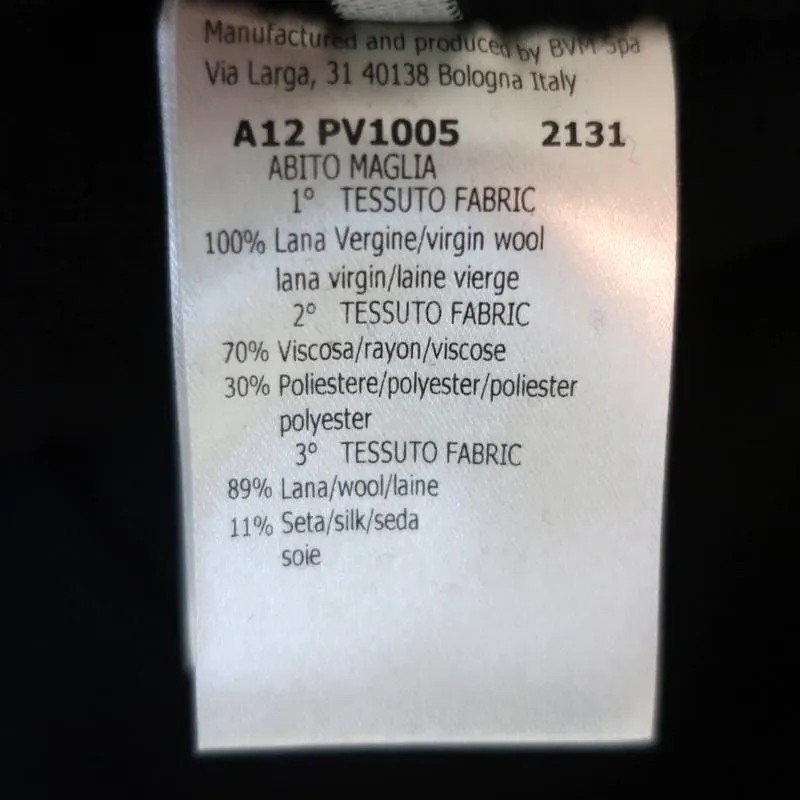 Manufactured and produced by BVM Spa
Via Larga, 31 40138 Bologna Italy
A12 PV1005 2131
ABITO MAGLIA
1° TESSUTO FABRIC
100% Lana Vergine/virgin wool
lana virgin/laine vierge
2° TESSUTO FABRIC
70% Viscosa/rayon/viscose
30% Poliestere/polyester/poliester
polyester
3° TESSUTO FABRIC
89% Lana/wool/laine
11% Seta/silk/seda
soie